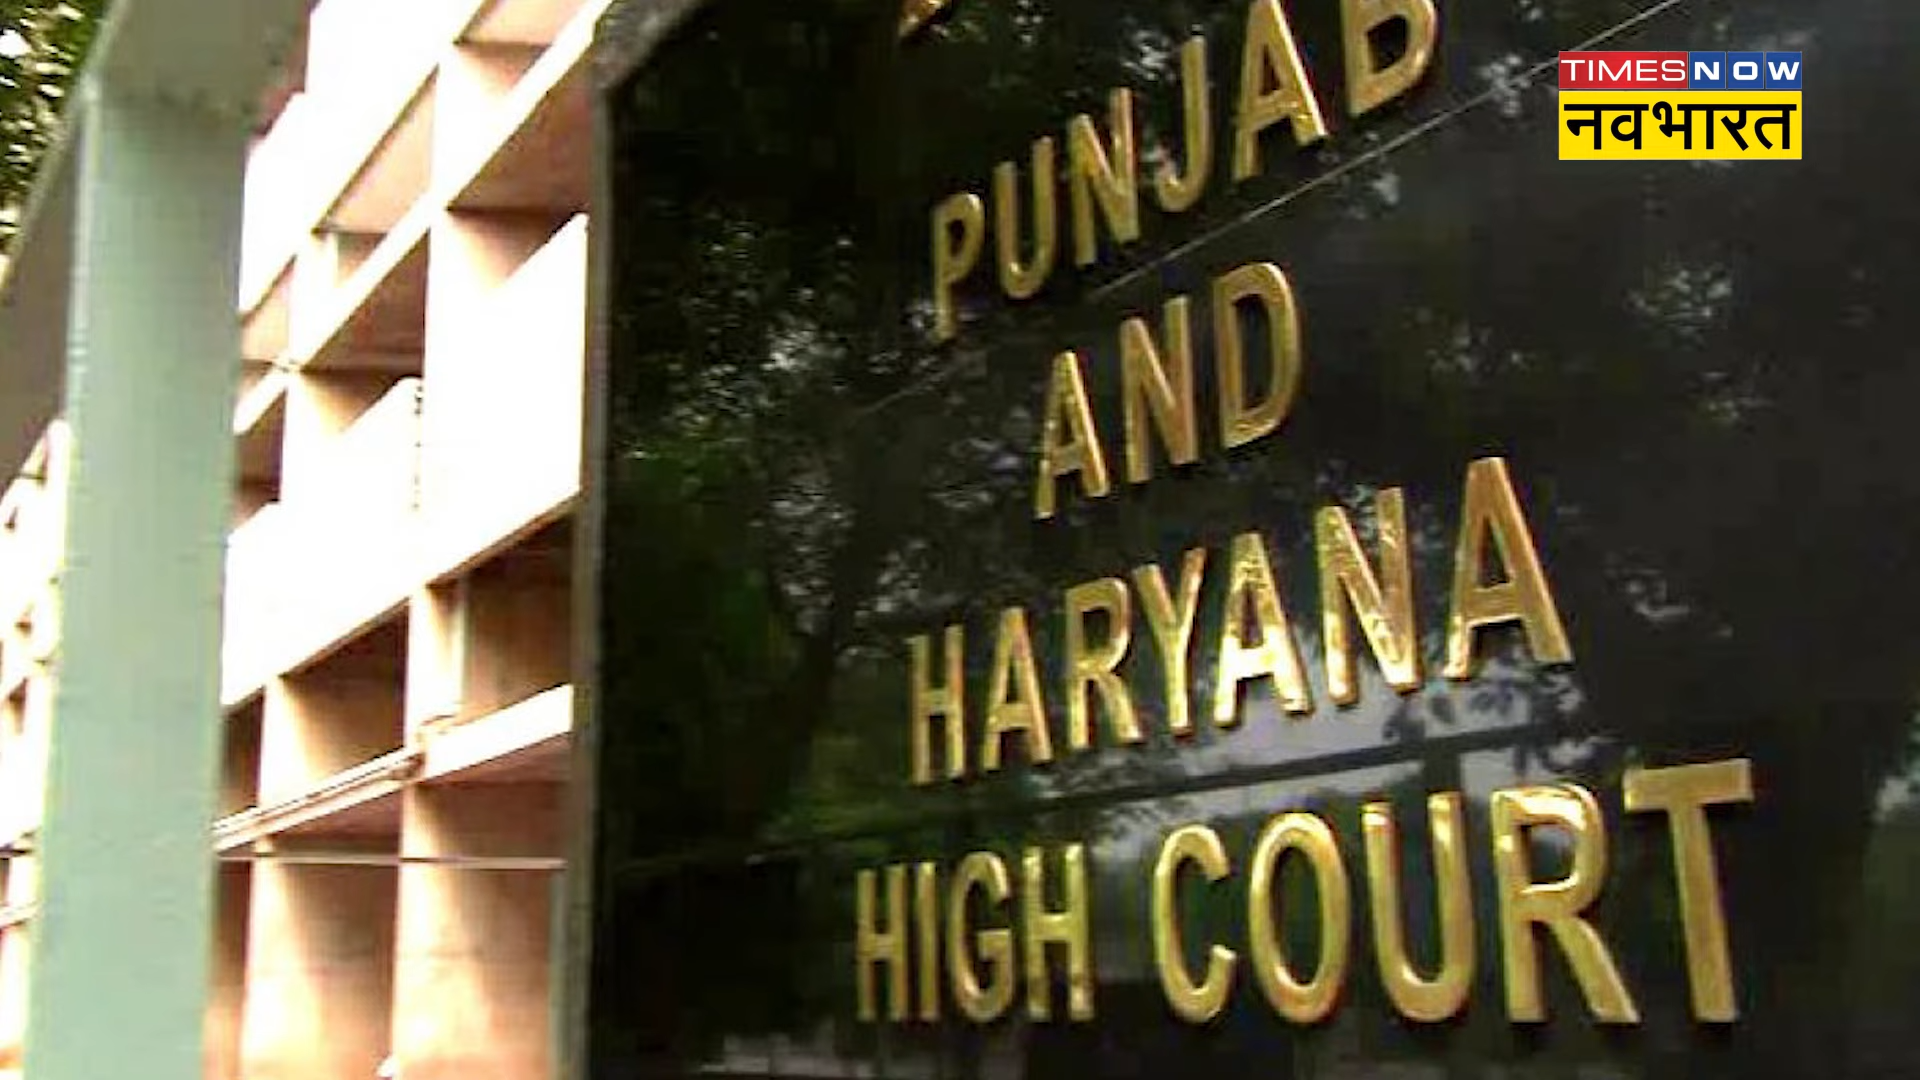 TIMES NOW
नवभारत
PUNJAB
AND
HARYANA
HIGH COURT